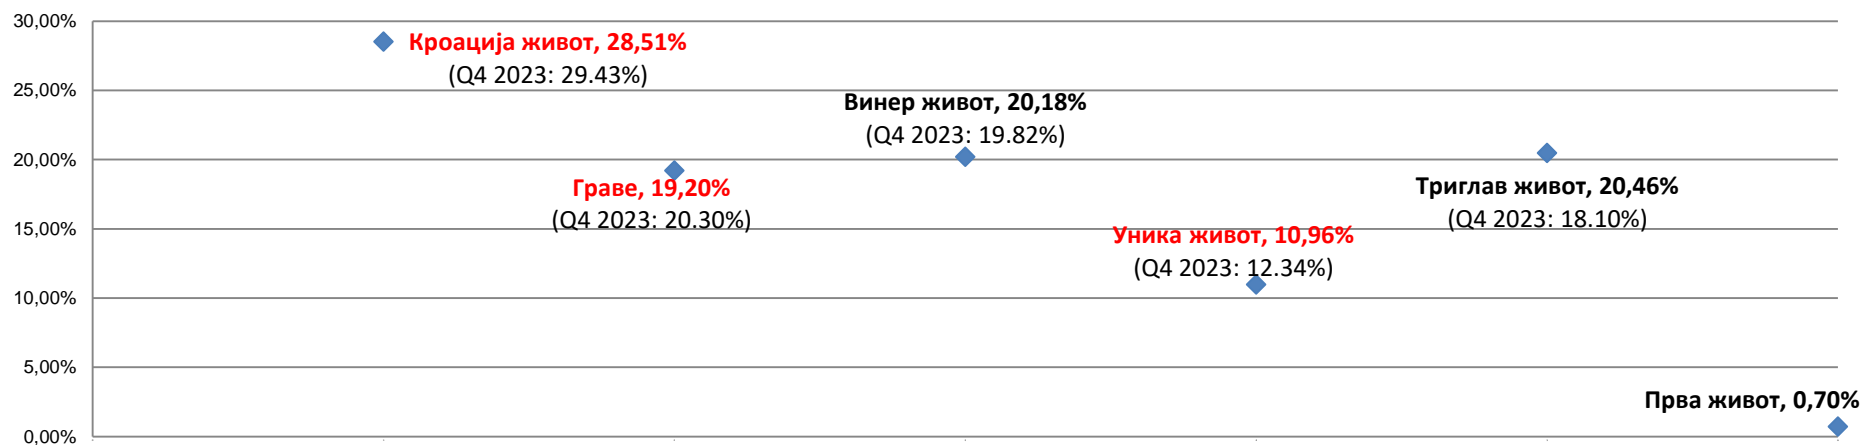 30,00%
Кроација живот, 28,51%
(Q4 2023: 29.43%)
25,00%
Винер живот, 20,18%
(Q4 2023: 19.82%)
20,00%
Граве, 19,20%
(Q4 2023: 20.30%)
Триглав живот, 20,46%
(Q4 2023: 18.10%)
15,00%
Уника живот, 10,96%
(Q4 2023: 12.34%)
10,00%
5,00%
Прва живот, 0,70%
0,00%